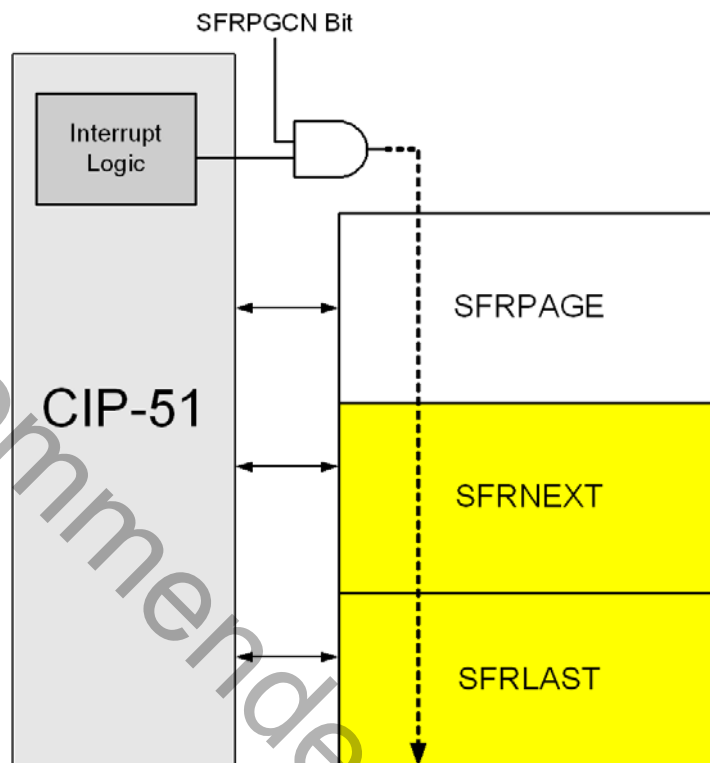 SFRPGCN Bit
Interrupt
Logic
SFRPAGE
CIP-51
SFRNEXT
SFRLAST